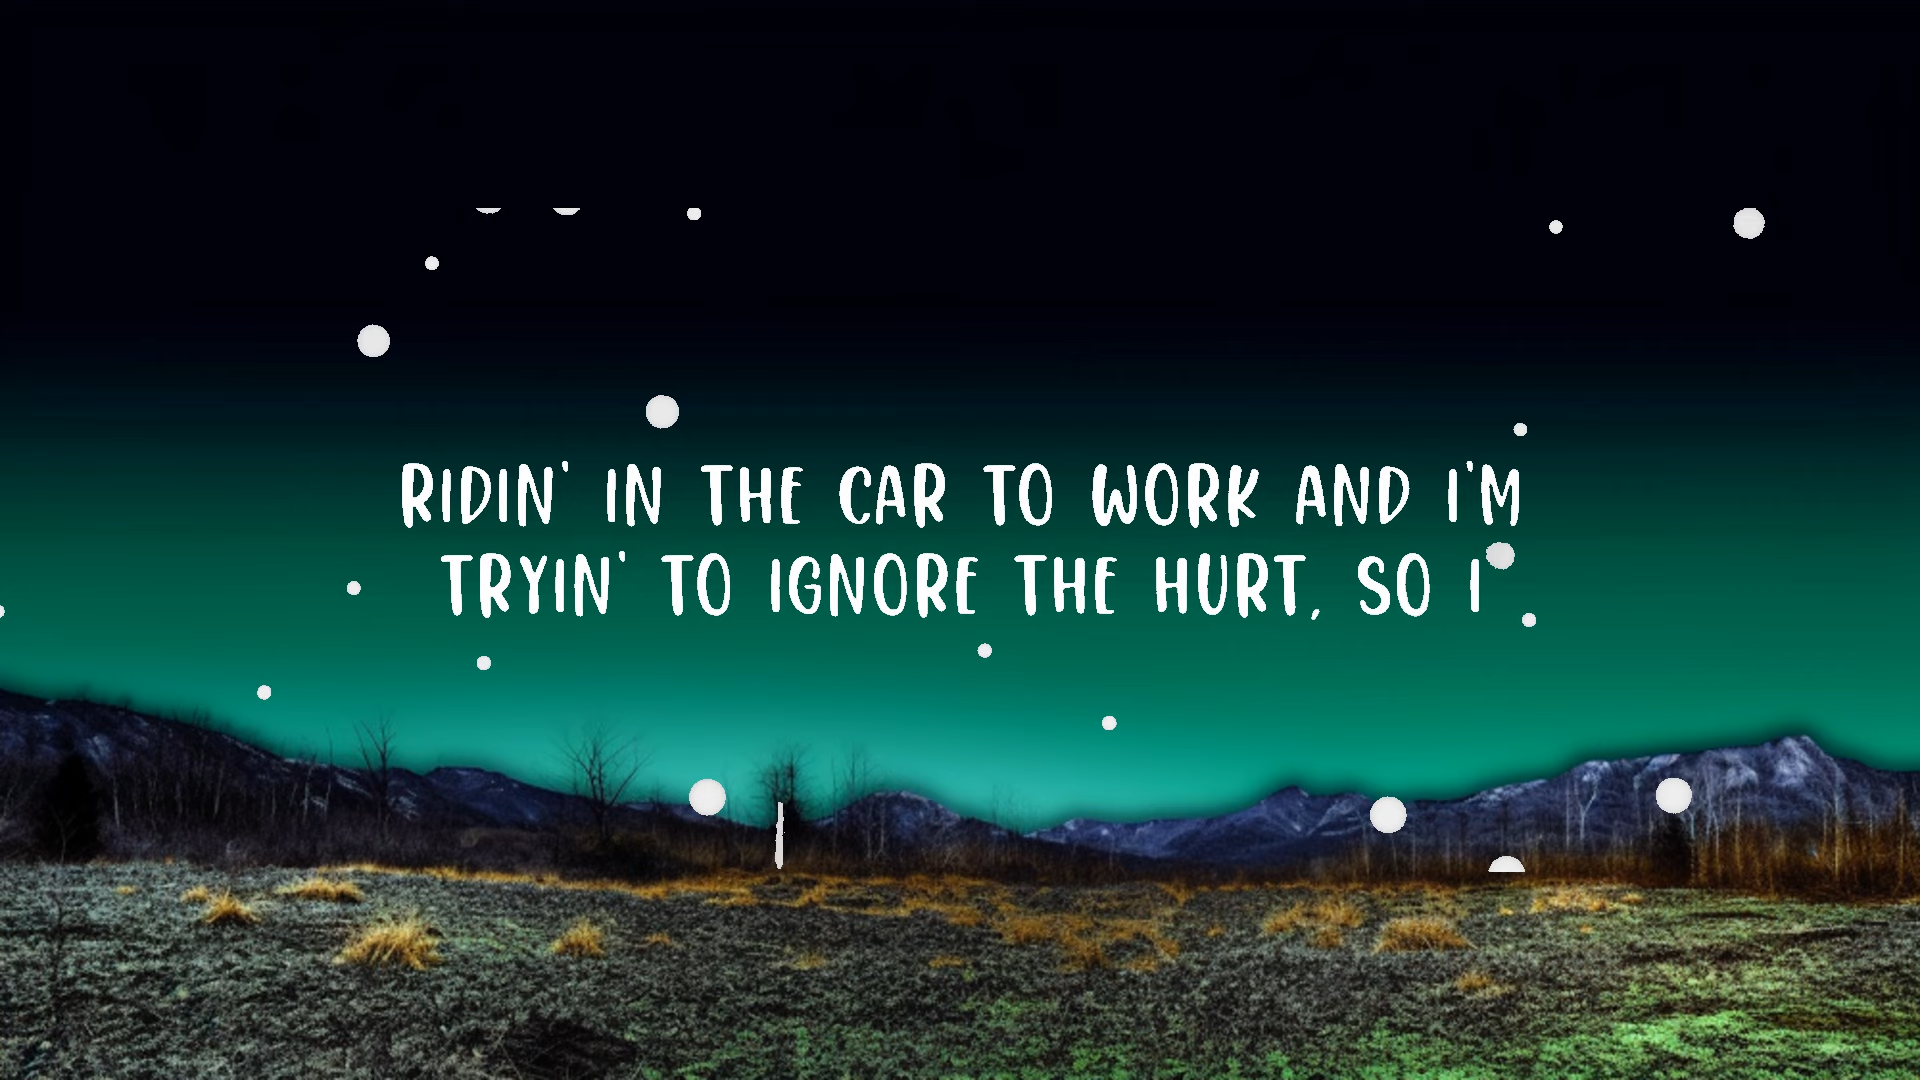 RIDIN' IN THE CAR TO WORK AND I'M
TRYIN' TO IGNORE THE HURT, SO I